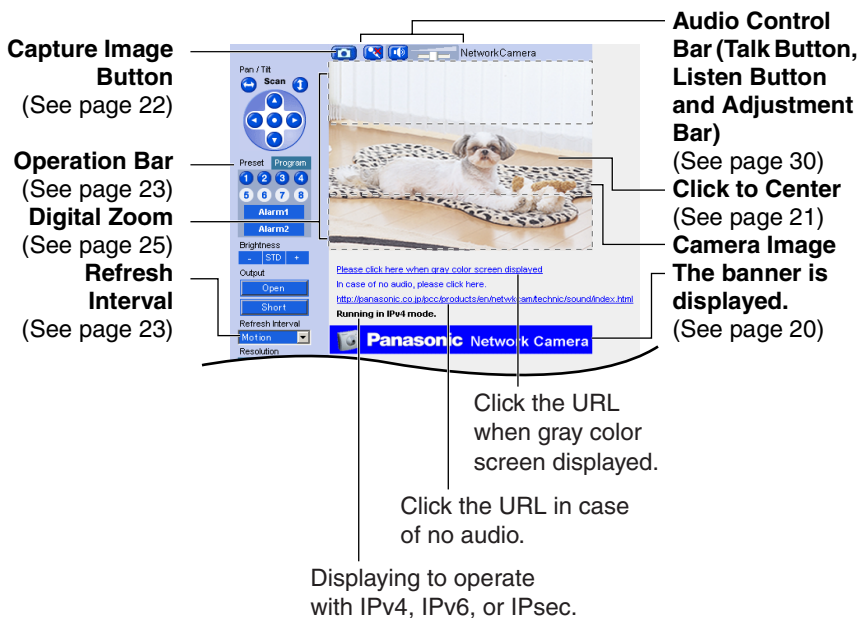 Capture Image
Button
(See page 22)
Operation Bar
(See page 23)
Digital Zoom
(See page 25)
Refresh
Interval
(See page 23)
NetworkCamera
Pan / Tilt
Scan
Preset Program
1 2 3 4
5 6 7 8
Alarm1
Alarm2
Brightness
- STD +
Output
Open
Short
Refresh Interval
Motion
Resolution
Please click here when gray color screen displayed
In case of no audio, please click here.
http://panasonic.co.jp/pcc/products/en/netwkcam/technic/sound/index.html
Running in IPv4 mode.
Panasonic Network Camera
Audio Control
Bar (Talk Button,
Listen Button
and Adjustment
Bar)
(See page 30)
Click to Center
(See page 21)
Camera Image
The banner is
displayed.
(See page 20)
Click the URL
when gray color
screen displayed.
Click the URL in case
of no audio.
Displaying to operate
with IPv4, IPv6, or IPsec.